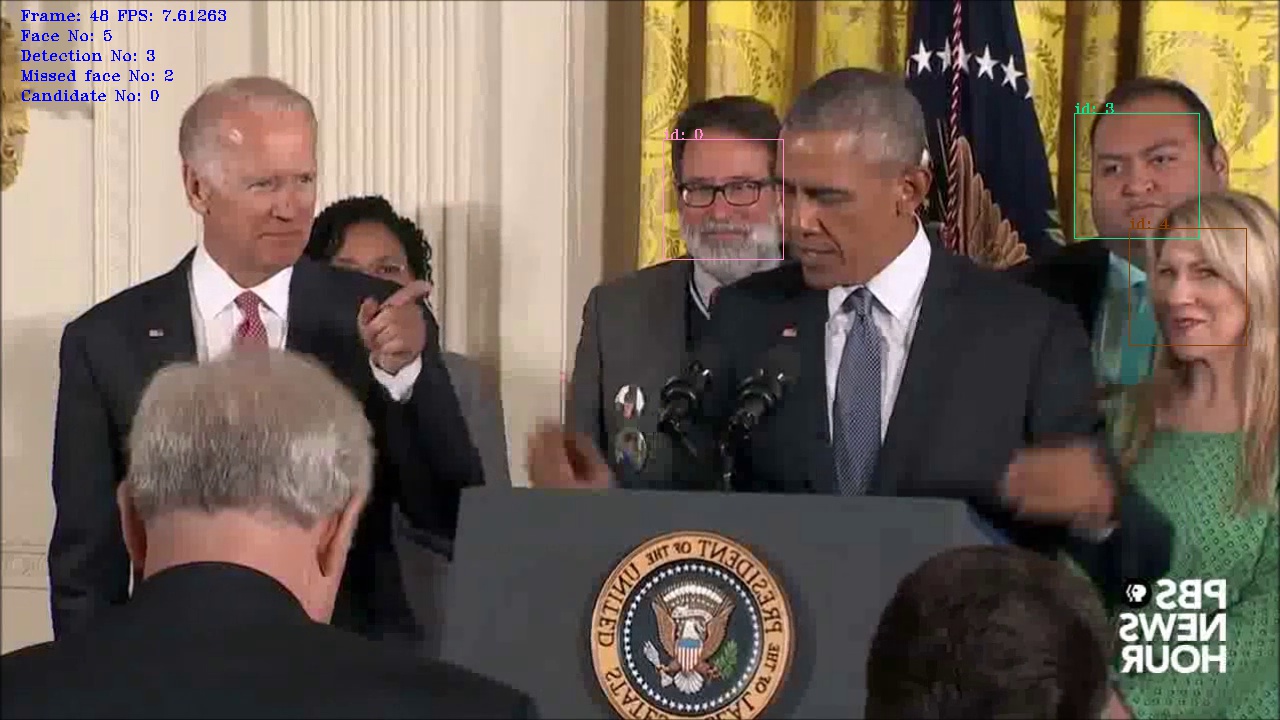 Frame: 48 FPS: 7.61263
Face No: 5
Detection No: 3
Missed face No: 2
Candidate No: 0
id: 0
id: 3
id: 4
PBS
NEWS
HOUR
PRESIDENT OF THE UNITED STATES